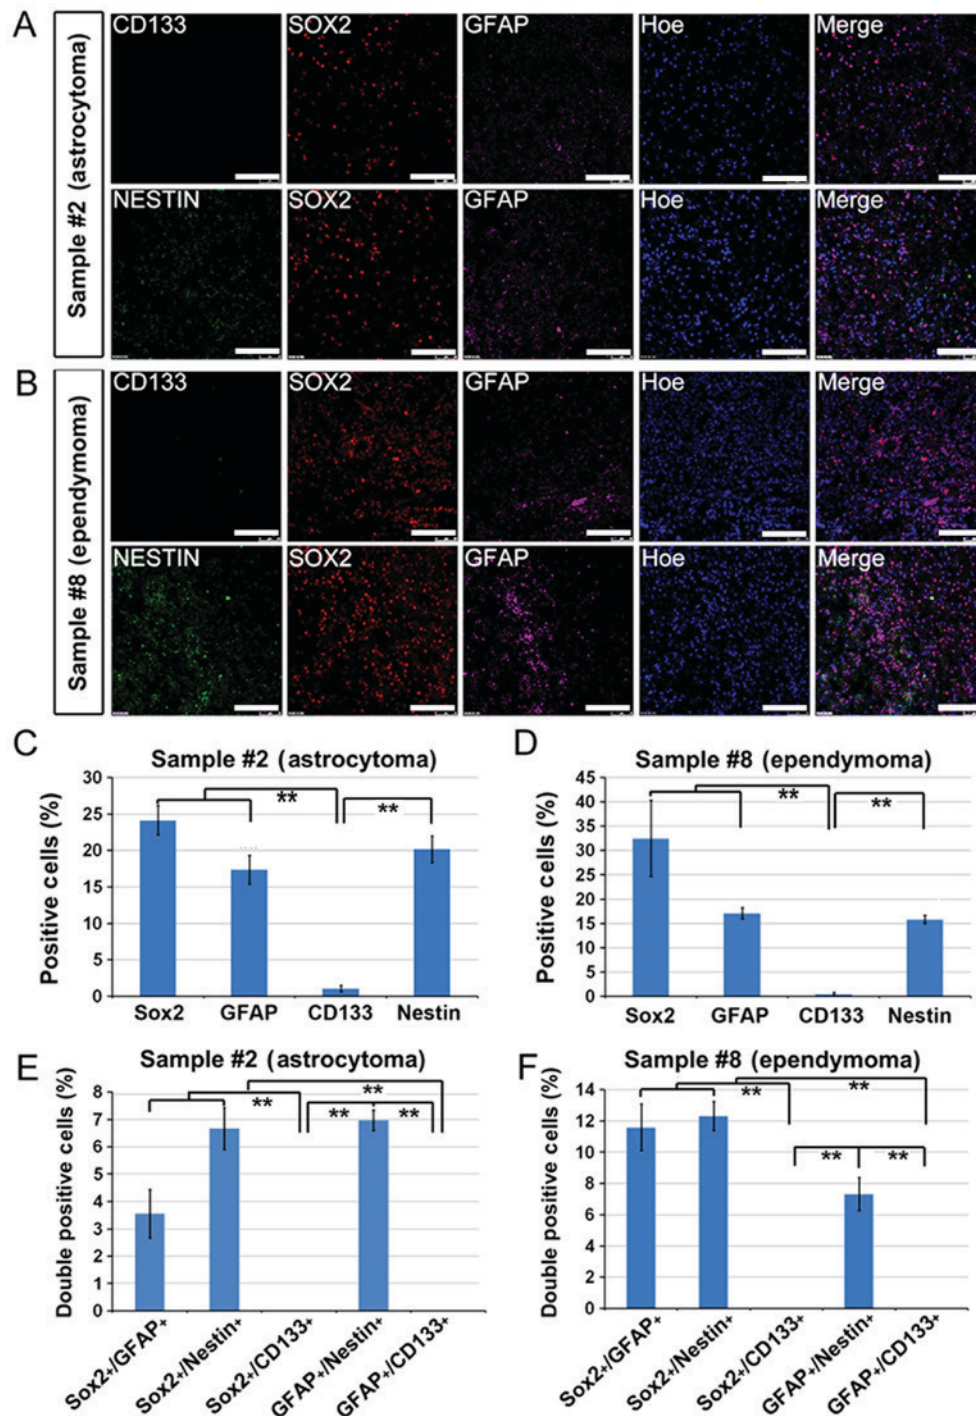 A
CD133 SOX2 GFAP Hoe Merge
Sample #2 (astrocytoma)
NESTIN SOX2 GFAP Hoe Merge
B
CD133 SOX2 GFAP Hoe Merge
Sample #8 (ependymoma)
NESTIN SOX2 GFAP Hoe Merge
C
Sample #2 (astrocytoma)
Positive cells (%)
30
25
20
15
10
5
0
** **
Sox2 GFAP CD133 Nestin
D
Sample #8 (ependymoma)
Positive cells (%)
45
40
35
30
25
20
15
10
5
0
** **
Sox2 GFAP CD133 Nestin
E
Sample #2 (astrocytoma)
Double positive cells (%)
8
7
6
5
4
3
2
1
0
**
** ** **
Sox2+/GFAP+
Sox2+/Nestin+
Sox2+/CD133+
GFAP+/Nestin+
GFAP+/CD133+
F
Sample #8 (ependymoma)
Double positive cells (%)
14
12
10
8
6
4
2
0
** **
** **
Sox2+/GFAP+
Sox2+/Nestin+
Sox2+/CD133+
GFAP+/Nestin+
GFAP+/CD133+